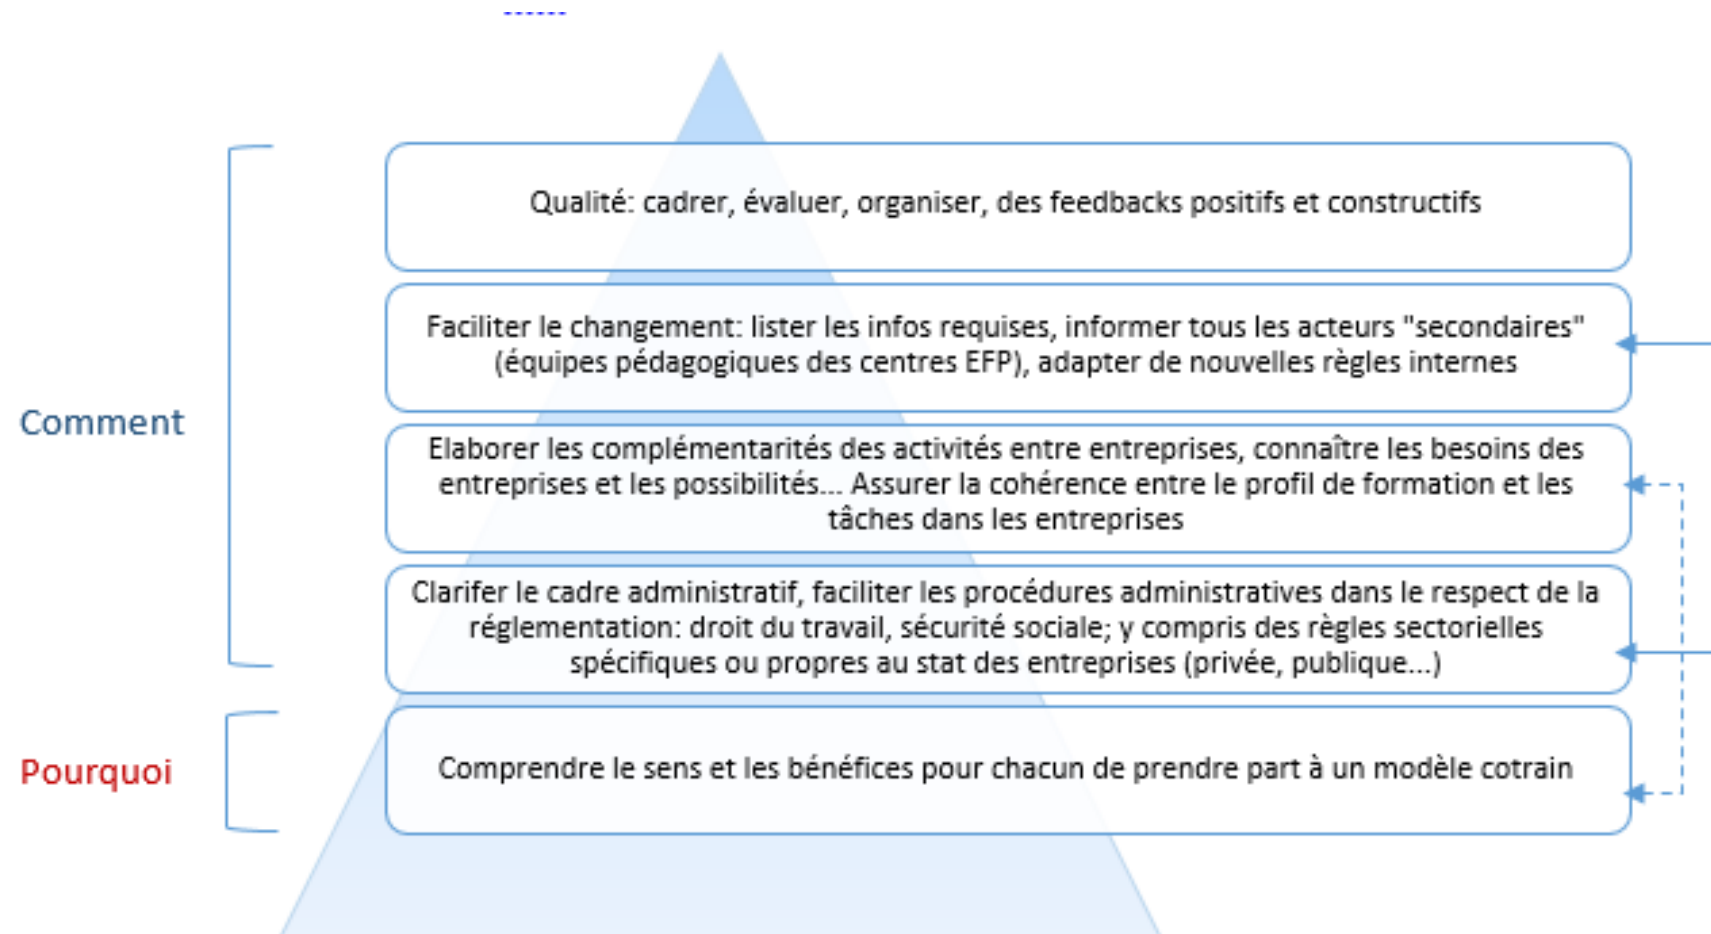 Qualité: cadrer, évaluer, organiser, des feedbacks positifs et constructifs
Faciliter le changement: lister les infos requises, informer tous les acteurs "secondaires"
(équipes pédagogiques des centres EFP), adapter de nouvelles règles internes
Comment
Elaborer les complémentarités des activités entre entreprises, connaître les besoins des
entreprises et les possibilités... Assurer la cohérence entre le profil de formation et les
tâches dans les entreprises
Clarifer le cadre administratif, faciliter les procédures administratives dans le respect de la
réglementation: droit du travail, sécurité sociale; y compris des règles sectorielles
spécifiques ou propres au stat des entreprises (privée, publique...)
Pourquoi
Comprendre le sens et les bénéfices pour chacun de prendre part à un modèle cotrain